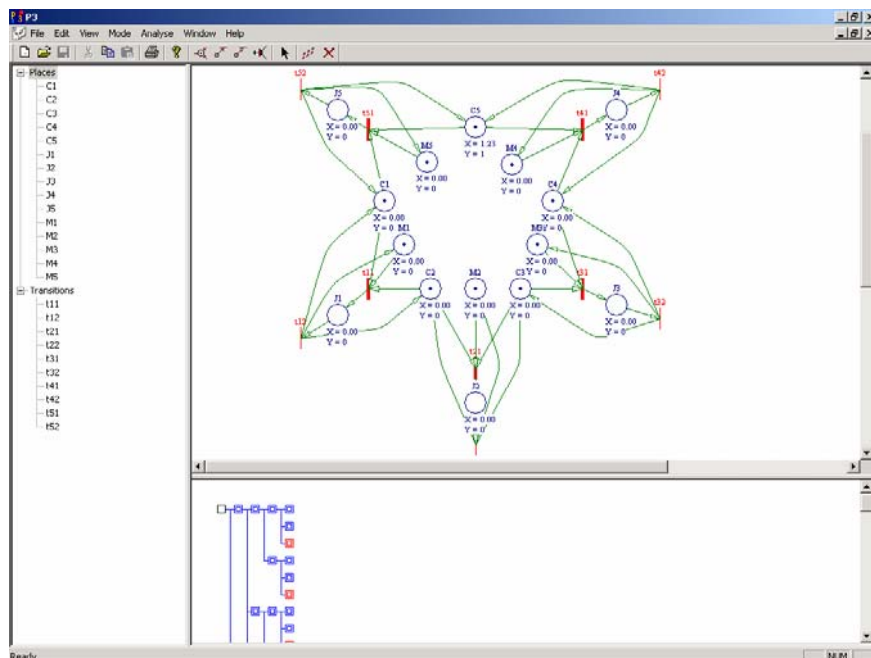 P3
File Edit View Mode Analyse Window Help
Places
C1
C2
C3
C4
C5
J1
J2
J3
J4
J5
M1
M2
M3
M4
M5
Transitions
t11
t12
t21
t22
t31
t32
t41
t42
t51
t52
t52
t42
J5
t51
X = 0.00
Y = 0
C5
X = 1.23
Y = 1
t41
J4
X = 0.00
Y = 0
M5
X = 0.00
Y = 0
M4
X = 0.00
Y = 0
C1
X = 0.00
Y = 0
C4
X = 0.00
Y = 0
M1
X = 0.00
Y = 0
M3
X = 0.00
Y = 0
t11
C2
X = 0.00
Y = 0
M2
X = 0.00
Y = 0
C3
X = 0.00
Y = 0
t31
t12
J1
X = 0.00
Y = 0
J3
X = 0.00
Y = 0
t32
t21
X = 0.00
Y = 0
Ready
NUM